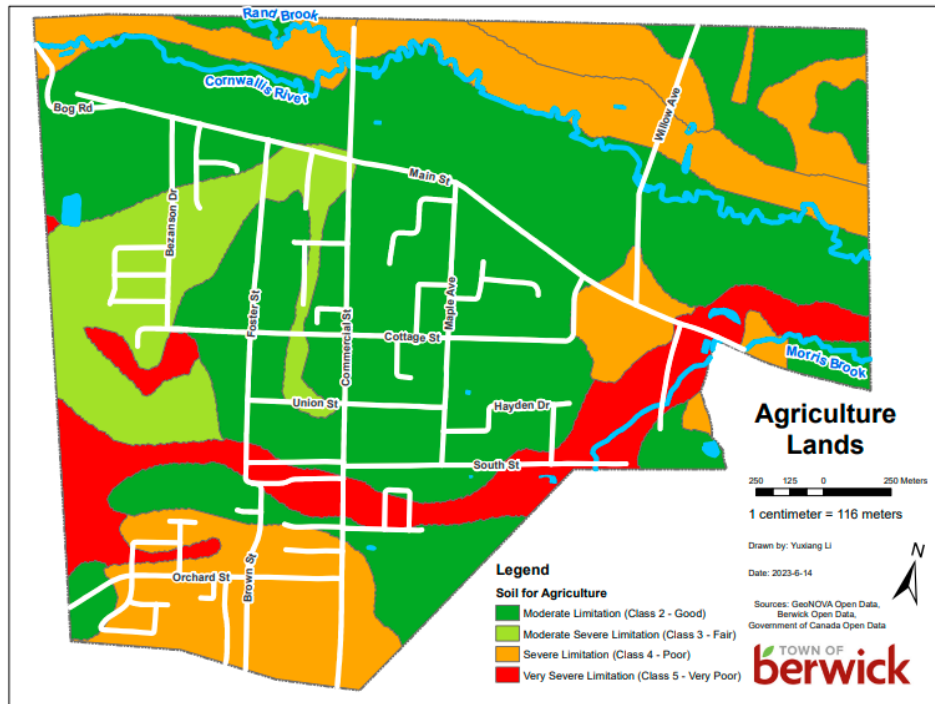 Rand Brook
Cornwallis
River
Bog Rd
Willow Ave
Main St
Bezanson Dr
Foster St
Commercial St
Maple Ave
Cottage St
Morris Brook
Union St
Hayden Dr
South St
Orchard St
Brown St
Agriculture
Lands
250 125 0 250 Meters
1 centimeter = 116 meters
Drawn by: Yuxiang Li
Date: 2023-6-14
N
Sources: GeoNOVA Open Data,
Berwick Open Data,
Government of Canada Open Data
Legend
Soil for Agriculture
Moderate Limitation (Class 2 - Good)
Moderate Severe Limitation (Class 3 - Fair)
Severe Limitation (Class 4 - Poor)
Very Severe Limitation (Class 5 - Very Poor)
TOWN OF
berwick